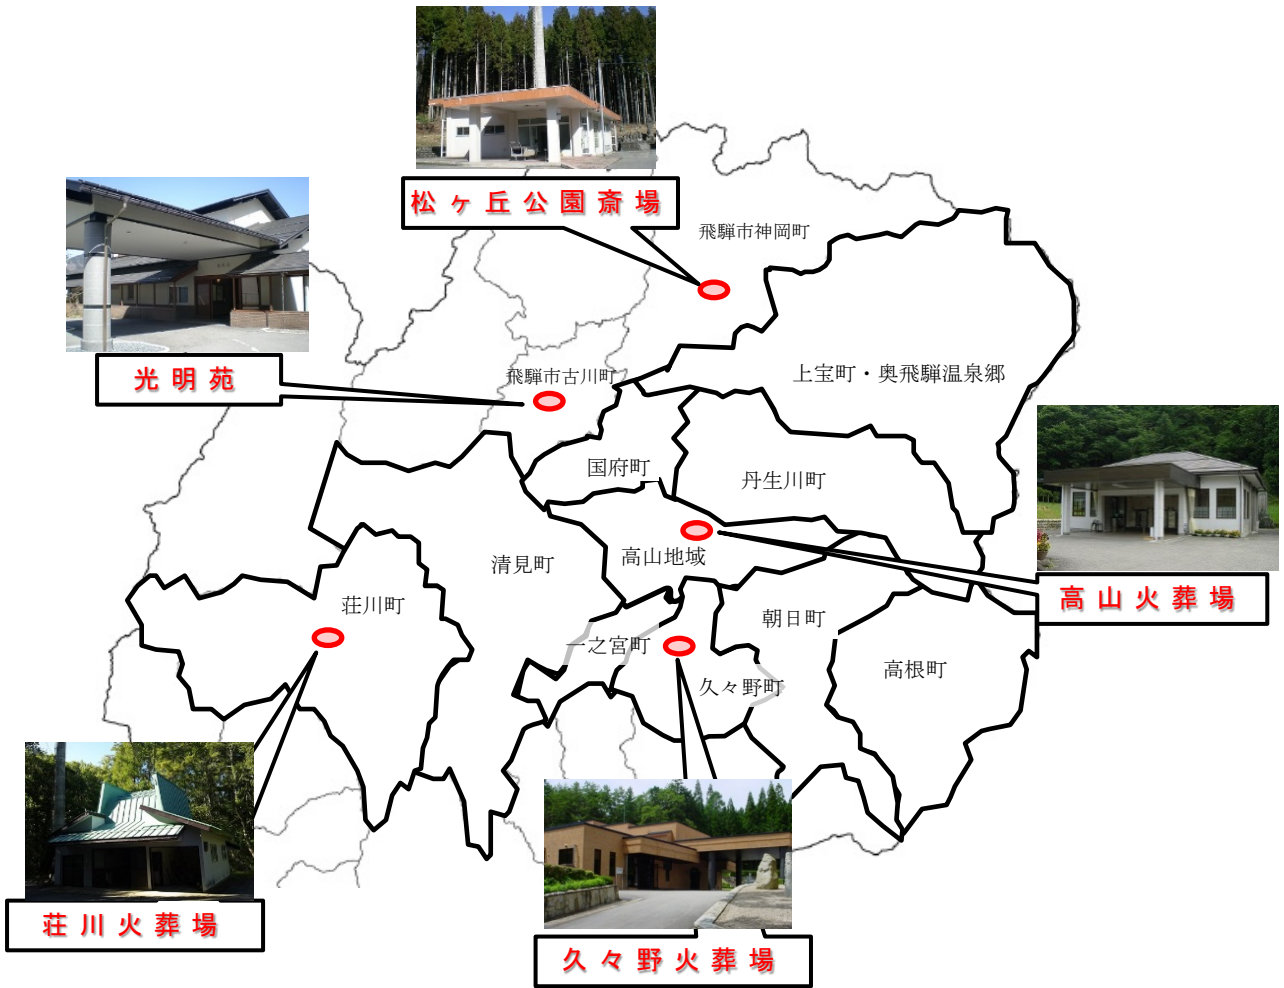 松ヶ丘公園斎場
飛騨市神岡町
光明苑
飛騨市古川町
上宝町・奥飛騨温泉郷
国府町
丹生川町
高山地域
清見町
高山火葬場
荘川町
朝日町
一之宮町
高根町
久々野町
荘川火葬場
久々野火葬場